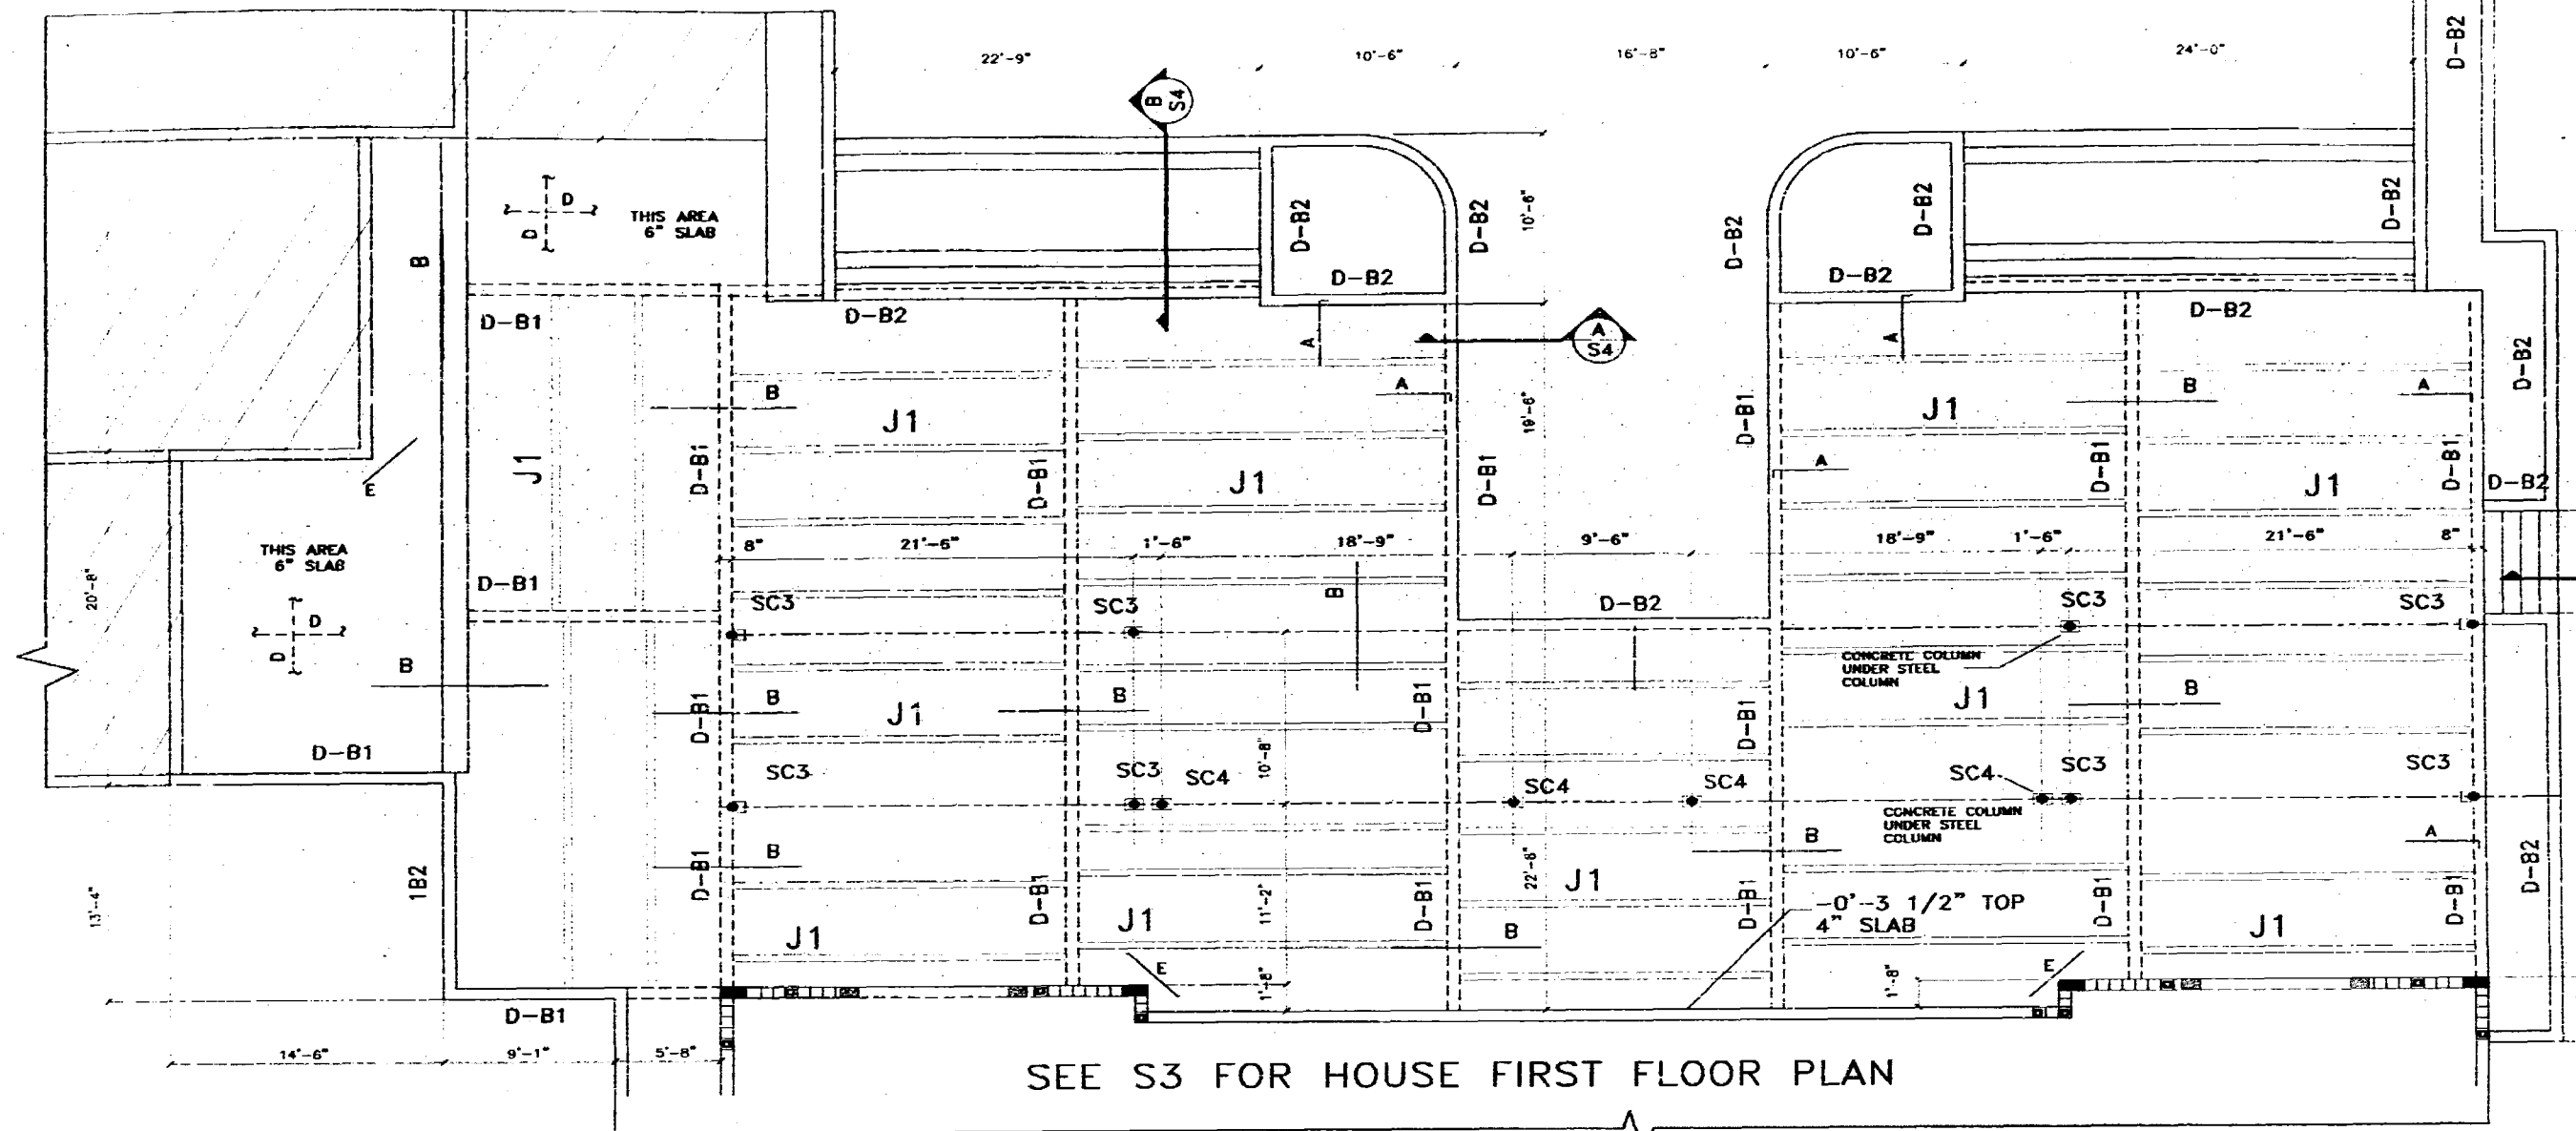 D-B2
22'-9"
10'-6"
16'-8"
10'-6"
24'-0"
B
S4
D
D
THIS AREA
6" SLAB
B
D-B2
D-B2
10'-6"
D-B2
D-B2
D-B2
D-B2
D-B2
D-B1
D-B2
D-B2
D-B2
A
A
S4
A
B
J1
A
19'-6"
D-B1
J1
B
A
D-B2
J1
D-B1
D-B1
J1
D-B1
A
D-B1
J1
D-B1
D-B2
E
THIS AREA
6" SLAB
8"
21'-6"
1'-6"
18'-9"
9'-6"
18'-9"
1'-6"
21'-6"
8"
20'-8"
D-B1
SC3
SC3
B
D-B2
SC3
SC3
D
D
B
CONCRETE COLUMN
UNDER STEEL
COLUMN
D-B1
B
J1
B
D-B1
D-B1
J1
B
D-B1
SC3
SC3
SC4
10'-8"
SC4
SC4
SC4
SC3
SC3
CONCRETE COLUMN
UNDER STEEL
COLUMN
B
A
1B2
13'-4"
D-B1
B
D-B1
J1
D-B1
J1
11'-2"
22'-8"
B
J1
D-B1
-0'-3 1/2" TOP
4" SLAB
D-B1
J1
D-B1
D-B2
E
1'-8"
1'-8"
E
D-B1
14'-6"
9'-1"
5'-8"
SEE S3 FOR HOUSE FIRST FLOOR PLAN